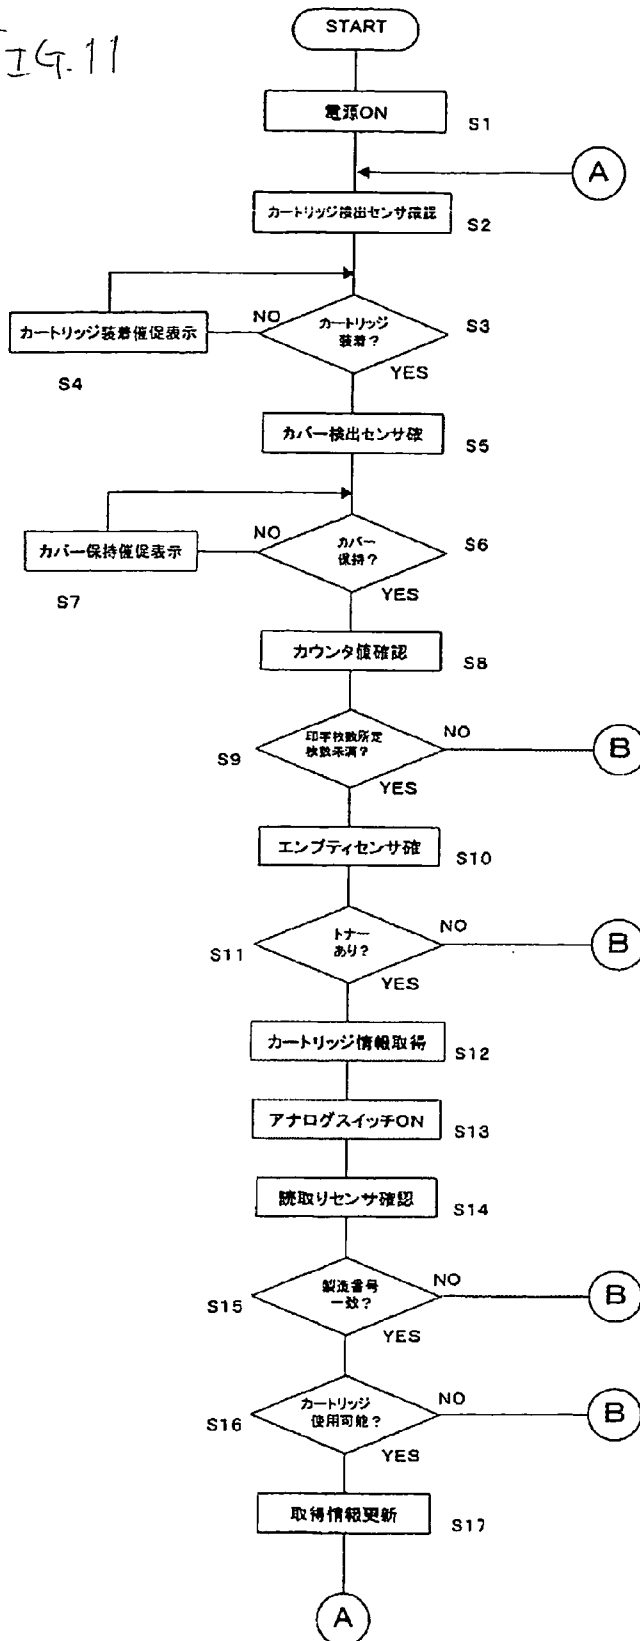 FIG.11
START
電源ON
S1
A
カートリッジ検出センサ確認
S2
カートリッジ
装着?
S3
NO
YES
カートリッジ装着催促表示
S4
カバー検出センサ確
S5
カバー
保持?
S6
NO
YES
カバー保持催促表示
S7
カウンタ値確認
S8
印字枚数所定
枚数未満?
S9
NO
B
YES
エンプティセンサ確
S10
トナー
あり?
S11
NO
B
YES
カートリッジ情報取得
S12
アナログスイッチON
S13
読取りセンサ確認
S14
製造番号
一致?
S15
NO
B
YES
カートリッジ
使用可能?
S16
NO
B
YES
取得情報更新
S17
A